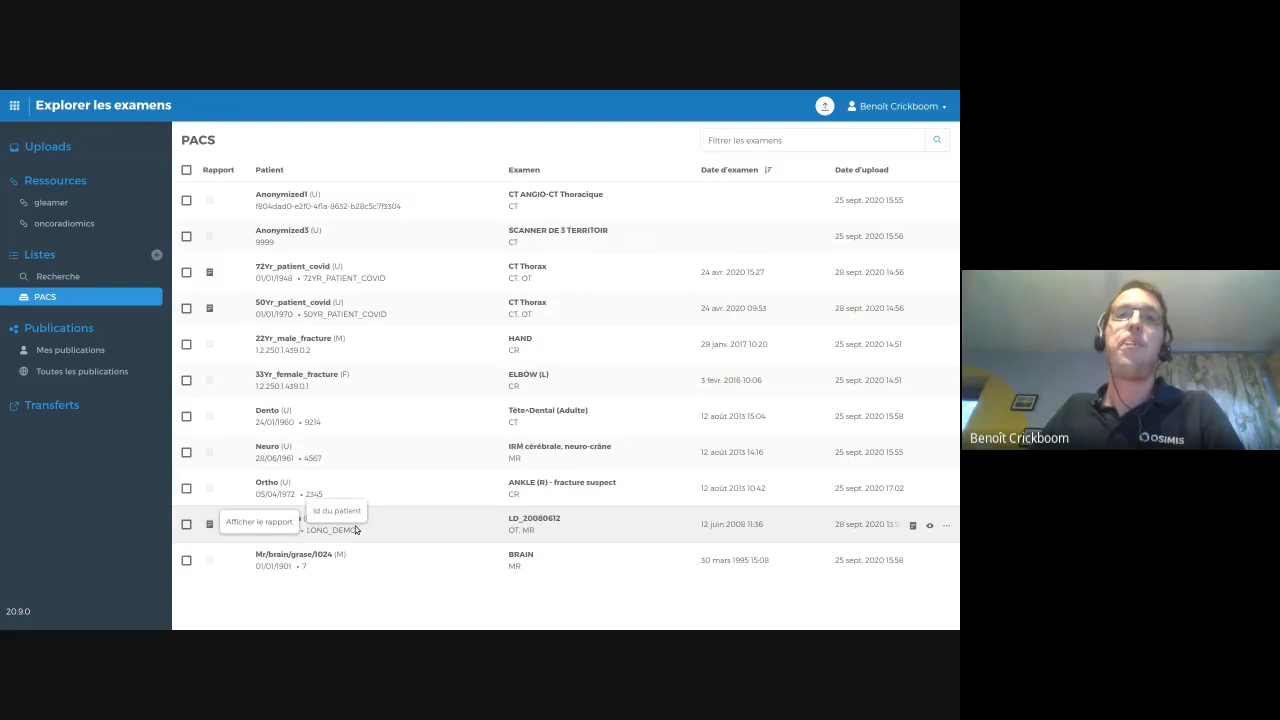 Explorer les examens
Benoît Crickboom
Uploads
Ressources
gleamer
oncoradiomics
Listes
Recherche
PACS
Publications
Mes publications
Toutes les publications
Transferts
20.9.0
PACS
Filtrer les examens
Rapport Patient Examen Date d'examen Date d'upload
Anonymized1 (U) CT ANGIO-CT Thoracique 25 sept. 2020 15:55
f804dad0-e2f0-4f1a-8632-b28c5c7f3304 CT
Anonymized3 (U) SCANNER DE 3 TERRITOIR 25 sept. 2020 15:56
9999 CT
72Yr_patient_covid (U) CT Thorax 24 avr. 2020 15:27 28 sept. 2020 14:56
01/01/1948 • 72YR_PATIENT_COVID CT, OT
50Yr_patient_covid (U) CT Thorax 24 avr. 2020 09:53 28 sept. 2020 14:56
01/01/1970 • 50YR_PATIENT_COVID CT, OT
22Yr_male_fracture (M) HAND 29 janv. 2017 10:20 25 sept. 2020 14:51
1.2.250.1.439.0.2 CR
33Yr_female_fracture (F) ELBOW (L) 3 févr. 2016 10:06 25 sept. 2020 14:51
1.2.250.1.439.0.1 CR
Dento (U) Tête^Dental (Adulte) 12 août 2013 15:04 25 sept. 2020 15:58
24/01/1960 • 9214 CT
Neuro (U) IRM cérébrale, neuro-crâne 12 août 2013 14:16 25 sept. 2020 15:55
28/06/1961 • 4567 MR
Ortho (U) ANKLE (R) - fracture suspect 12 août 2013 10:42 25 sept. 2020 17:02
05/04/1972 • 2345 CR
Id du patient
Afficher le rapport LD_20080612 12 juin 2008 11:36 28 sept. 2020
• LONG_DEMO OT, MR
Mr/brain/grase/1024 (M) BRAIN 30 mars 1995 15:08 25 sept. 2020 15:58
01/01/1901 • 7 MR
OSIMIS
Benoît Crickboom